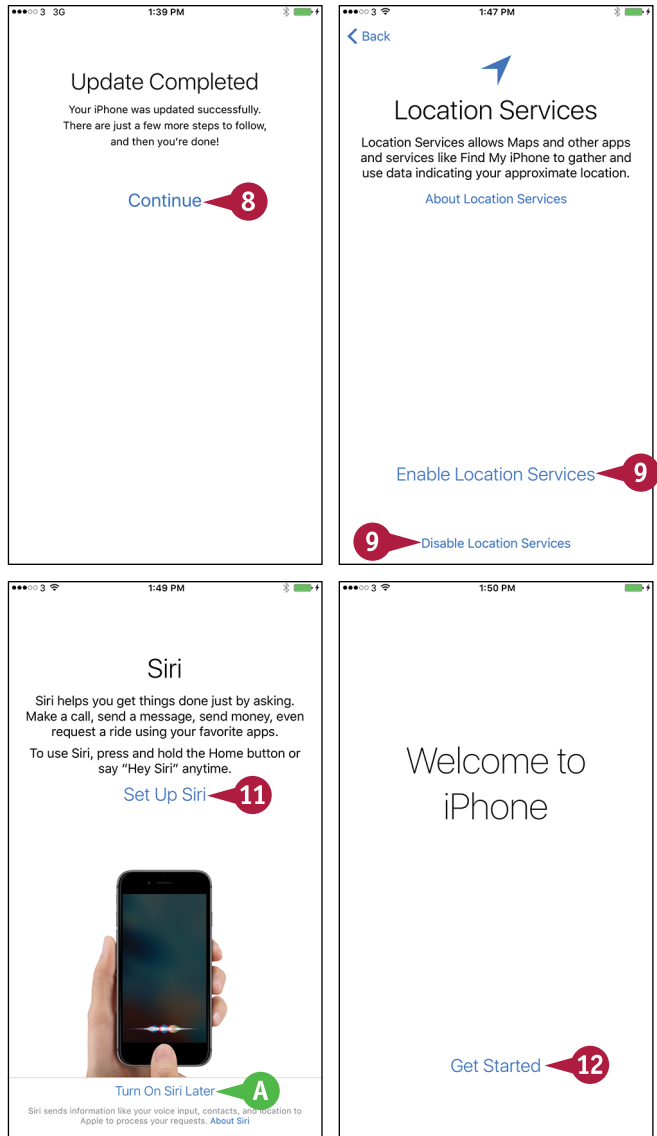 3 3G 1:39 PM
Update Completed
Your iPhone was updated successfully.
There are just a few more steps to follow,
and then you're done!
Continue 8
3 1:47 PM
Back
Location Services
Location Services allows Maps and other apps
and services like Find My iPhone to gather and
use data indicating your approximate location.
About Location Services
Enable Location Services 9
9 Disable Location Services
3 1:49 PM
Siri
Siri helps you get things done just by asking.
Make a call, send a message, send money, even
request a ride using your favorite apps.
To use Siri, press and hold the Home button or
say “Hey Siri” anytime.
Set Up Siri 11
Turn On Siri Later A
Siri sends information like your voice input, contacts, and location to
Apple to process your requests. About Siri
3 1:50 PM
Welcome to
iPhone
Get Started 12